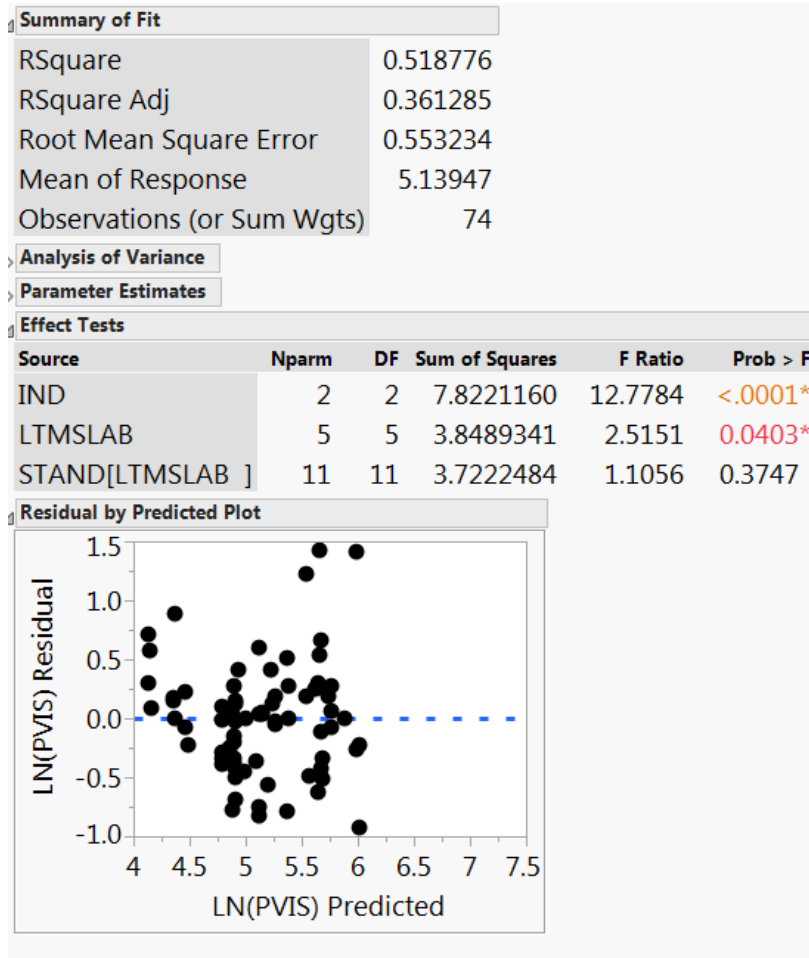 Summary of Fit
RSquare 0.518776
RSquare Adj 0.361285
Root Mean Square Error 0.553234
Mean of Response 5.13947
Observations (or Sum Wgts) 74
Analysis of Variance
Parameter Estimates
Effect Tests
Source Nparm DF Sum of Squares F Ratio Prob > F
IND 2 2 7.8221160 12.7784 <.0001*
LTMSLAB 5 5 3.8489341 2.5151 0.0403*
STAND[LTMSLAB ] 11 11 3.7222484 1.1056 0.3747
Residual by Predicted Plot
1.5
1.0
0.5
0.0
-0.5
-1.0
LN(PVIS) Residual
4 4.5 5 5.5 6 6.5 7 7.5
LN(PVIS) Predicted